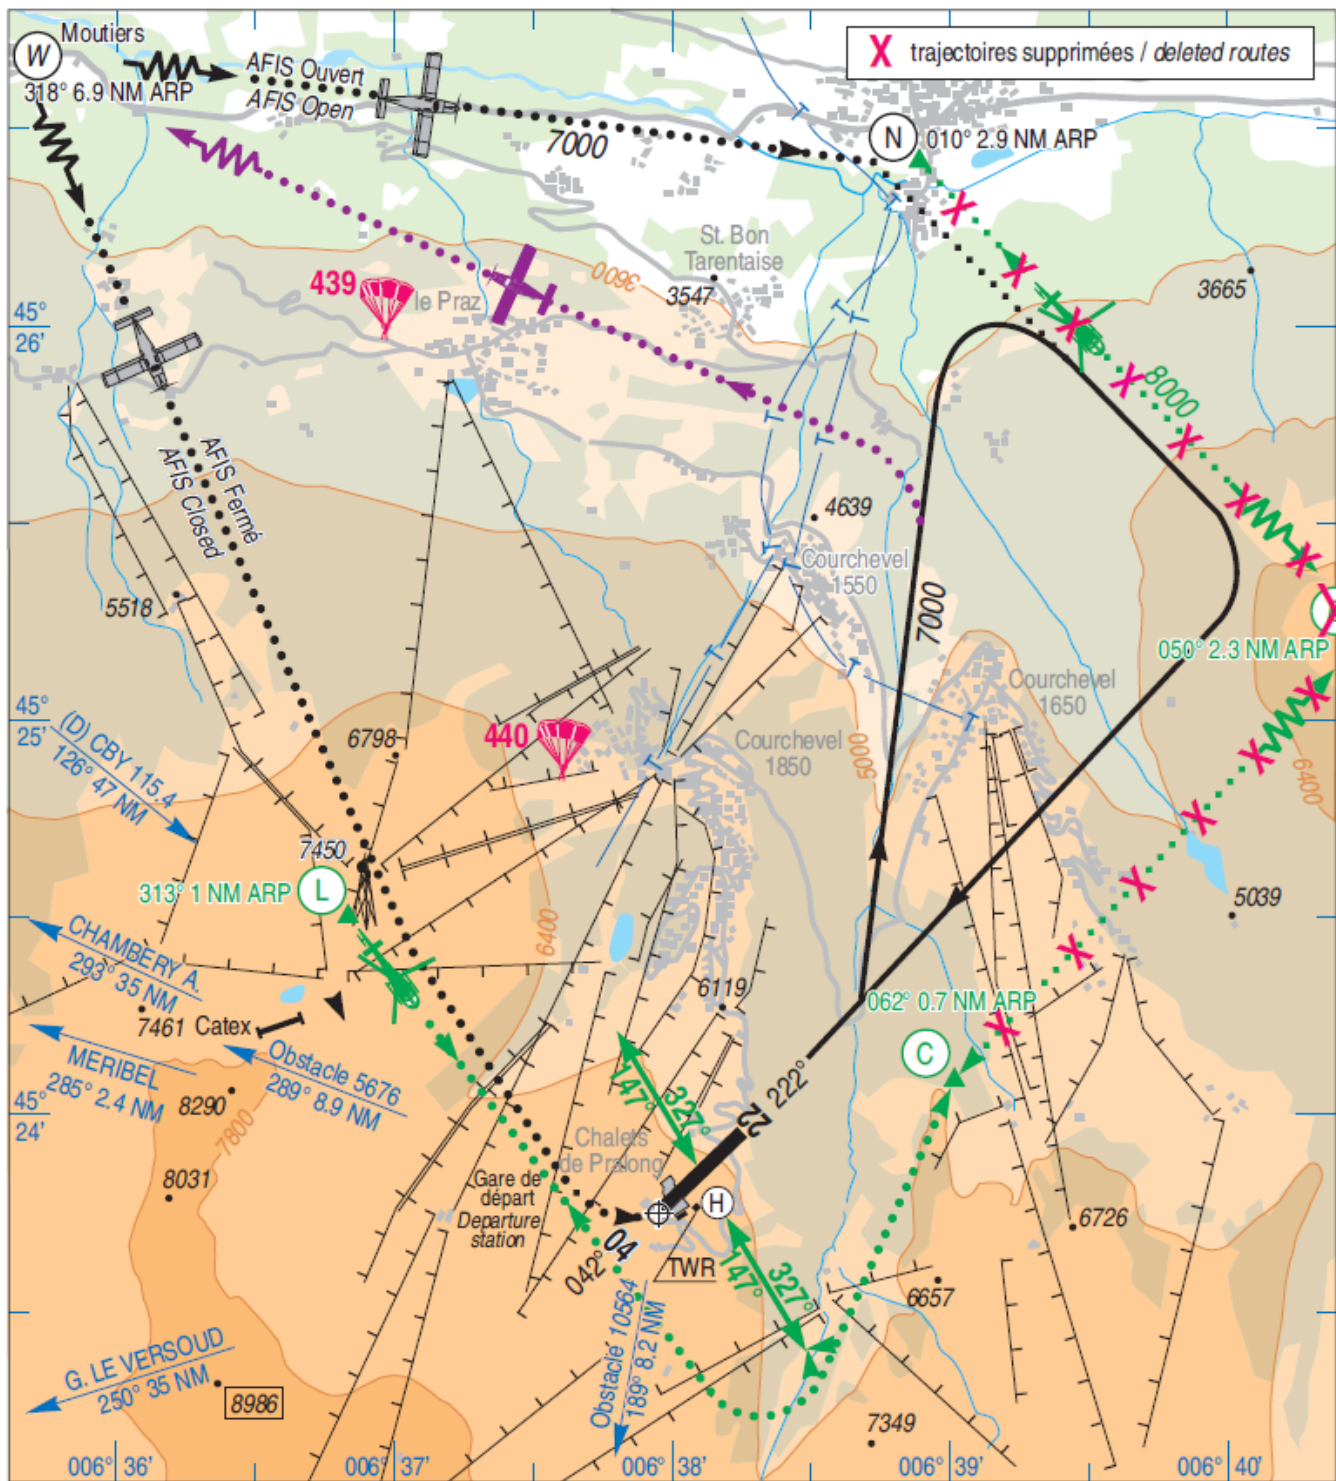 Moutiers
W
318° 6.9 NM ARP
AFIS Ouvert
AFIS Open
7000
X trajectoires supprimées / deleted routes
N
010° 2.9 NM ARP
St. Bon
Tarentaise
3547
3600
3665
439
le Praz
45°
26'
8000
AFIS Fermé
AFIS Closed
4639
Courchevel
1550
5518
7000
050° 2.3 NM ARP
Courchevel
1650
45°
25'
(D) CBY 115.4
126° 47 NM
6798
440
Courchevel
1850
5000
6400
7450
L
313° 1 NM ARP
5039
CHAMBERY A.
293° 35 NM
6400
6119
062° 0.7 NM ARP
7461
Catex
C
MERIBEL
285° 2.4 NM
Obstacle 5676
289° 8.9 NM
222°
22
147°
327°
45°
24'
8290
7800
Chalets
de Pralong
8031
Gare de
départ
Departure
station
H
04
042°
TWR
147°
327°
6726
6657
Obstacle 10564
189° 8.2 NM
G. LE VERSOUD
250° 35 NM
8986
7349
006° 36'
006° 37'
006° 38'
006° 39'
006° 40'